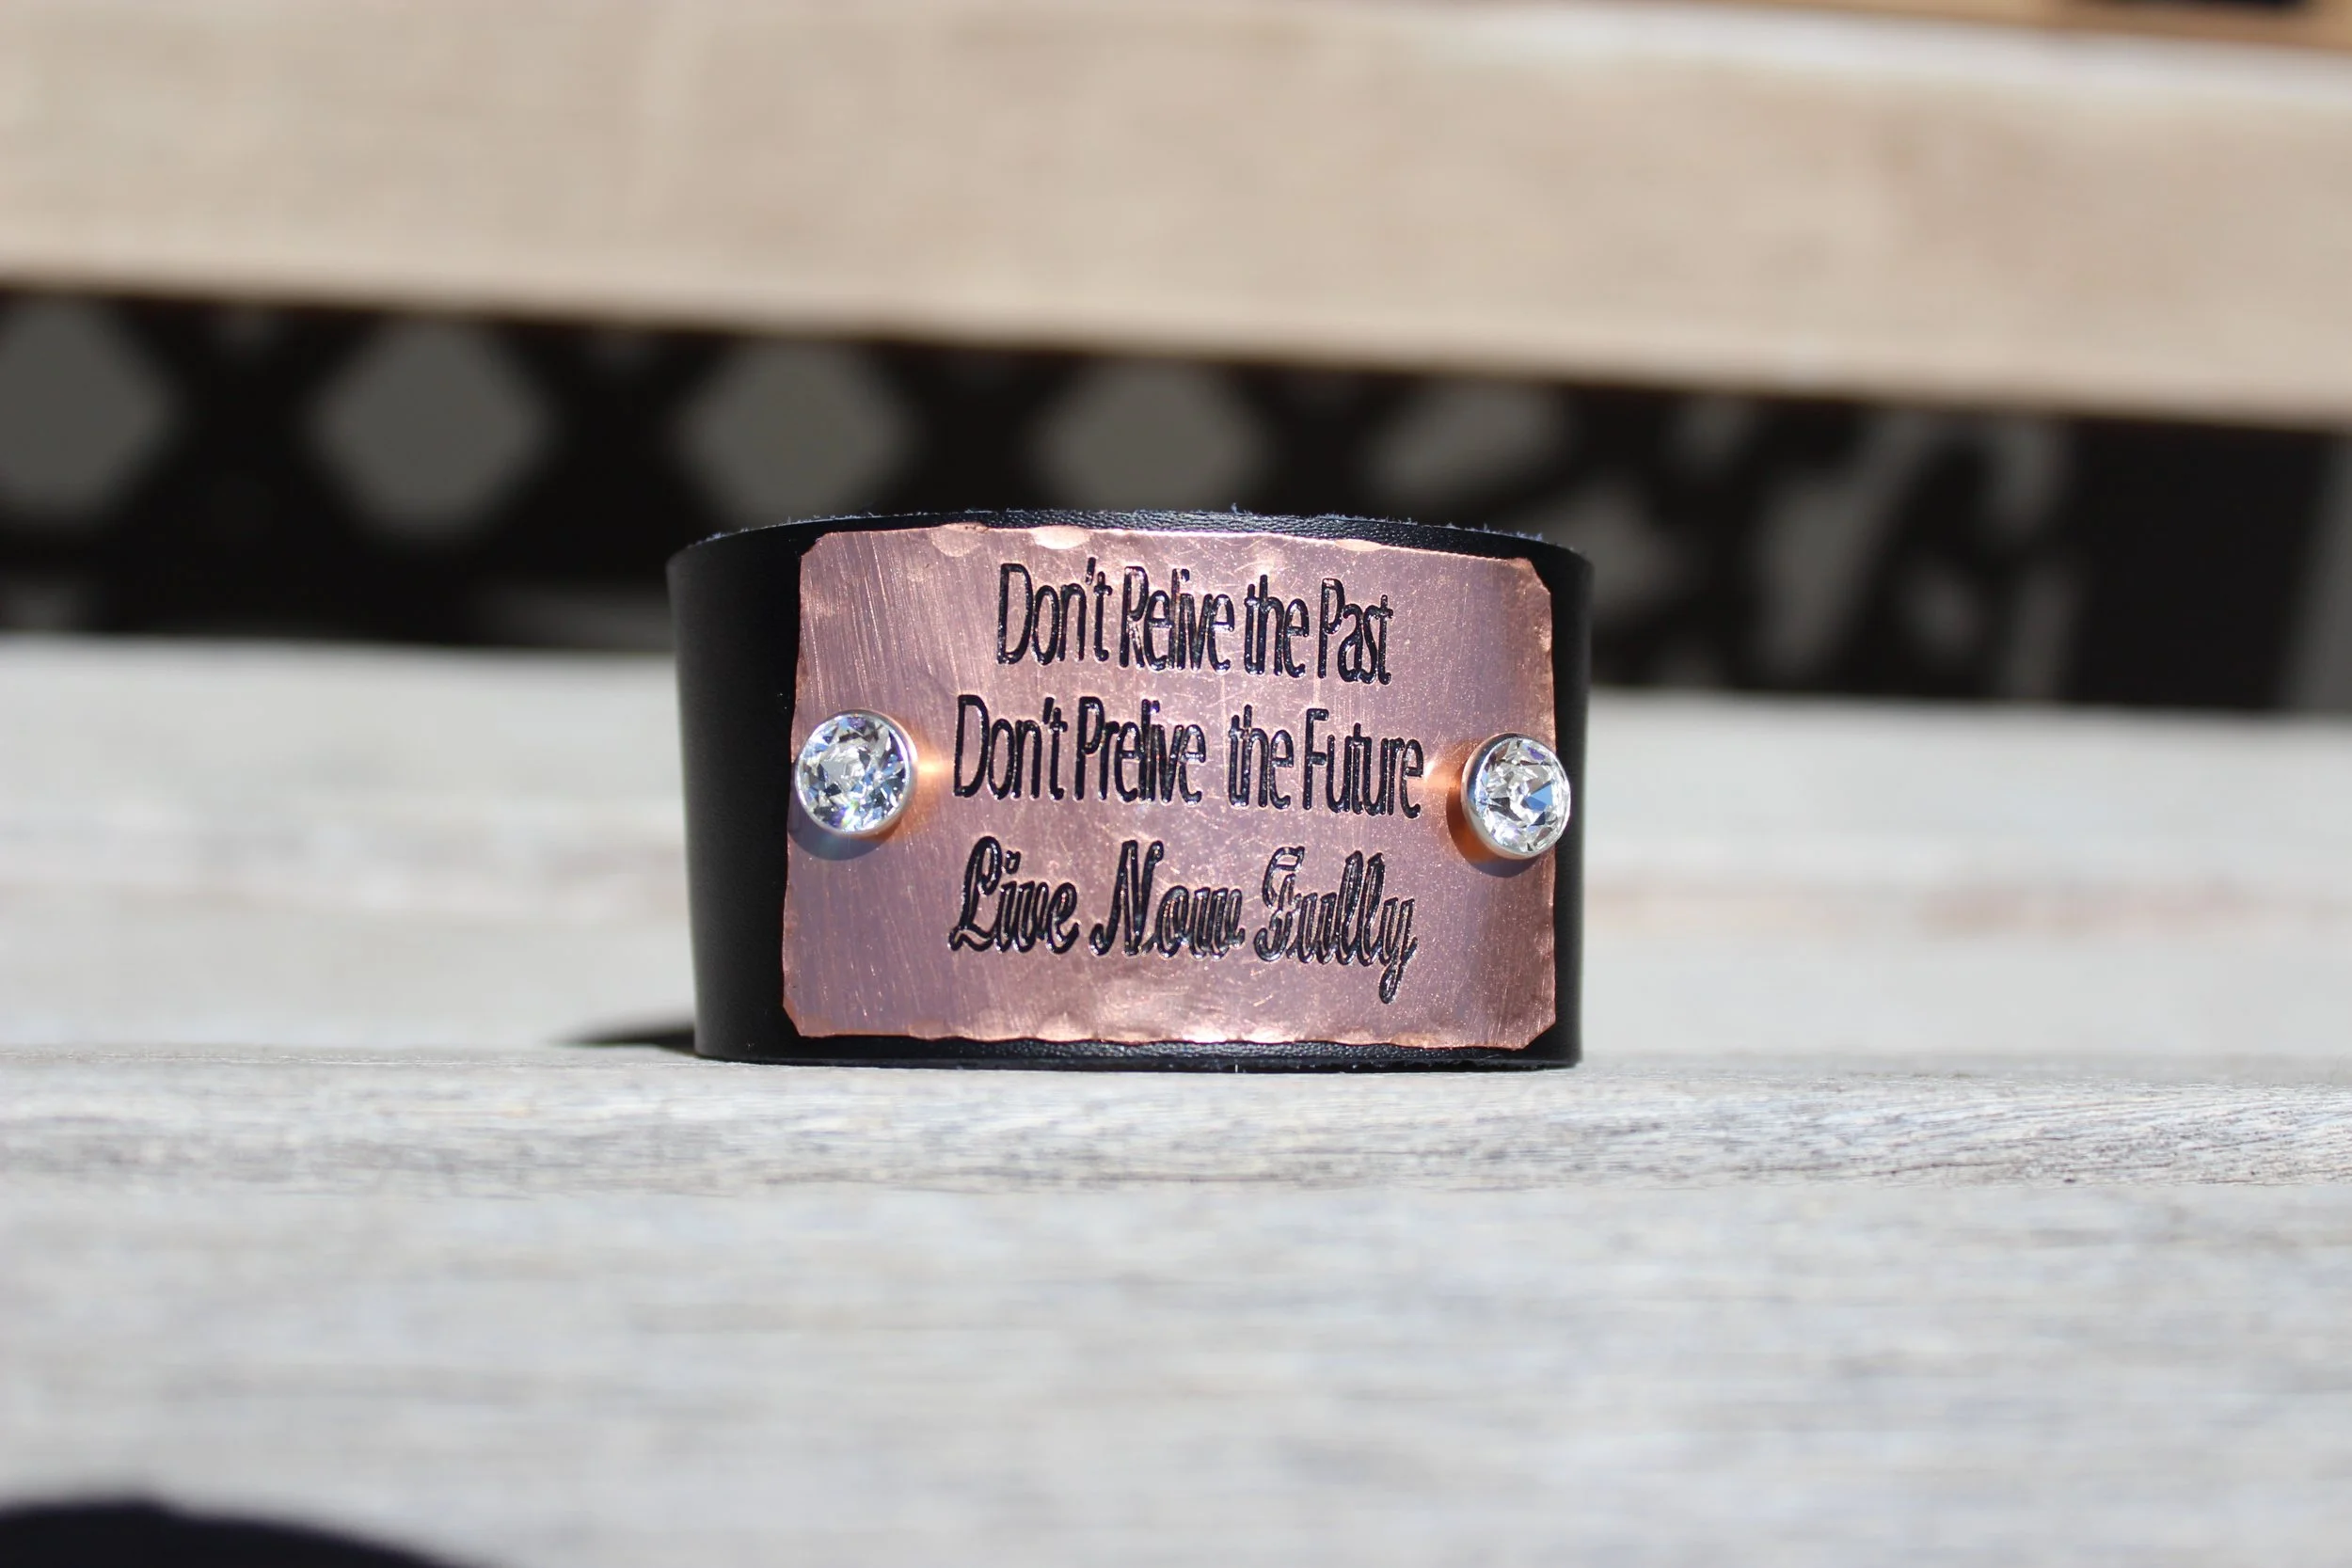 Don't Relive the Past
Don't Prelive the Future
Live Now Fully